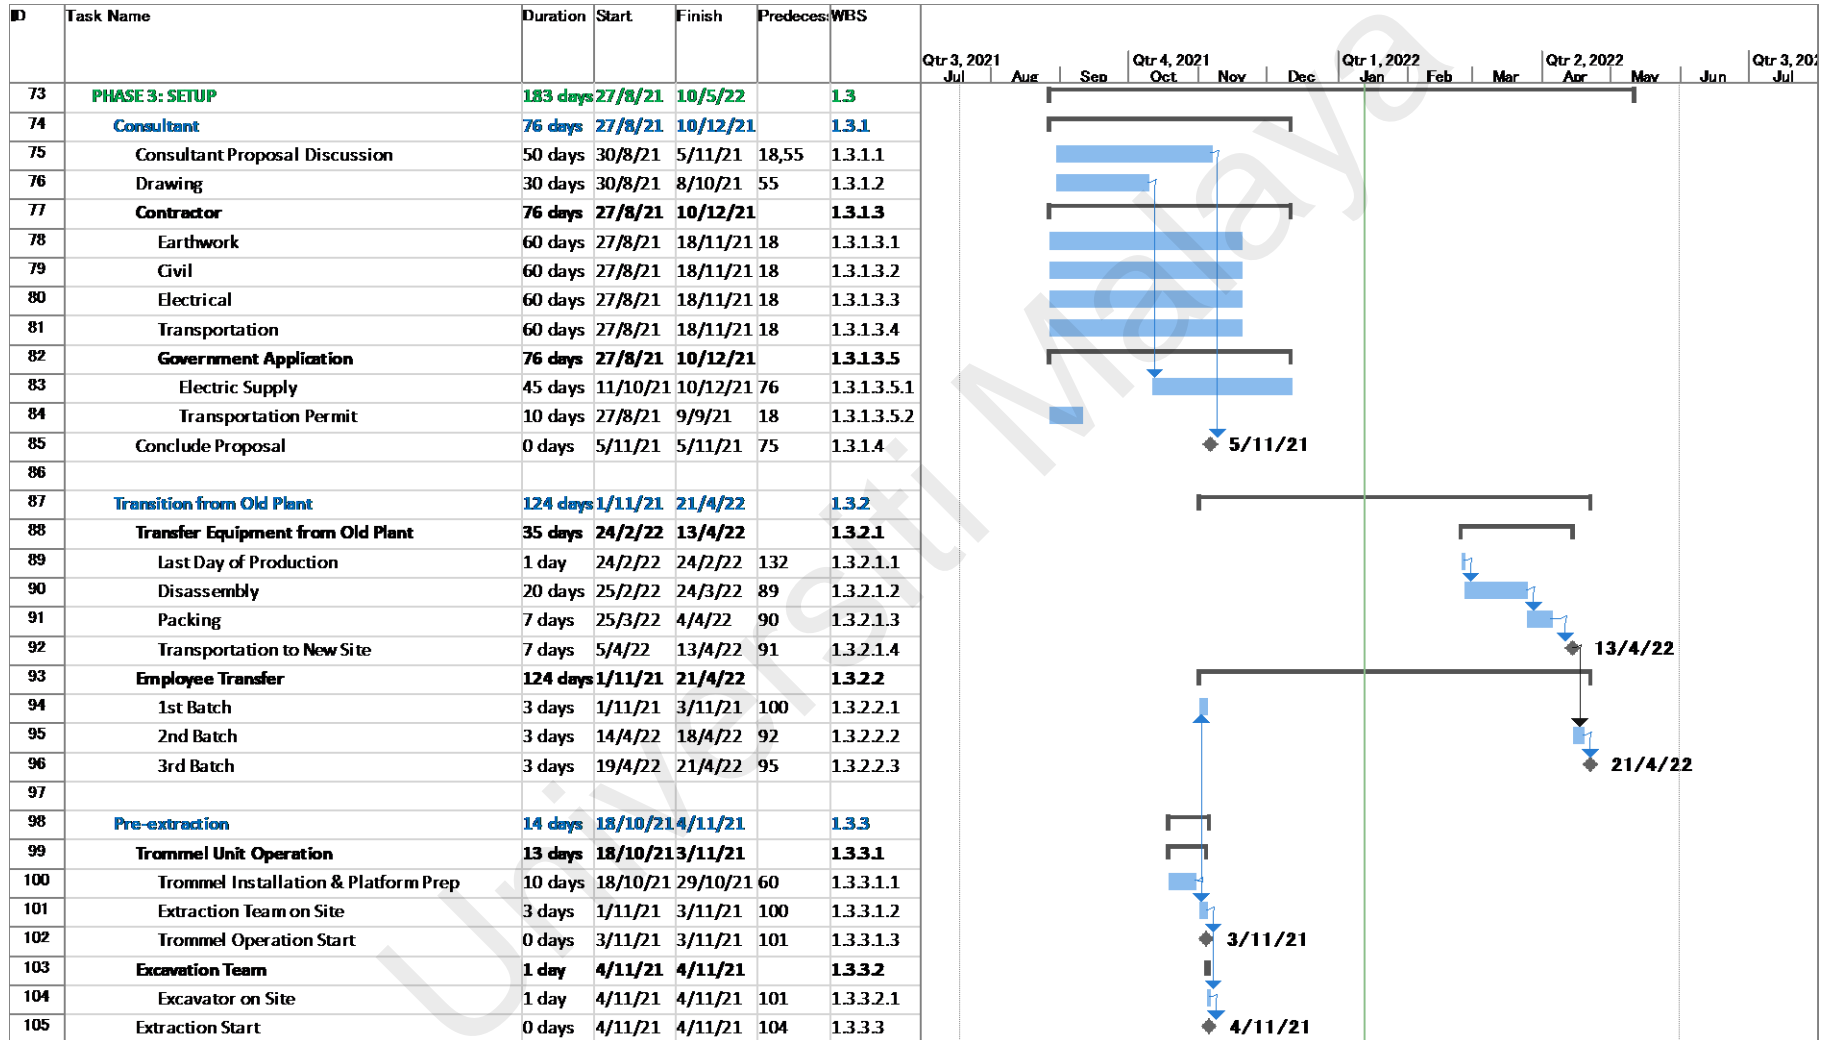 ID Task Name Duration Start Finish Predeces: WBS
Qtr 3, 2021 Qtr 4, 2021 Qtr 1, 2022 Qtr 2, 2022 Qtr 3, 202
Jul Aug Sep Oct Nov Dec Jan Feb Mar Apr May Jun Jul
73 PHASE 3: SETUP 183 days 27/8/21 10/5/22 1.3
74 Consultant 76 days 27/8/21 10/12/21 1.3.1
75 Consultant Proposal Discussion 50 days 30/8/21 5/11/21 18,55 1.3.1.1
76 Drawing 30 days 30/8/21 8/10/21 55 1.3.1.2
77 Contractor 76 days 27/8/21 10/12/21 1.3.1.3
78 Earthwork 60 days 27/8/21 18/11/21 18 1.3.1.3.1
79 Civil 60 days 27/8/21 18/11/21 18 1.3.1.3.2
80 Electrical 60 days 27/8/21 18/11/21 18 1.3.1.3.3
81 Transportation 60 days 27/8/21 18/11/21 18 1.3.1.3.4
82 Government Application 76 days 27/8/21 10/12/21 1.3.1.3.5
83 Electric Supply 45 days 11/10/21 10/12/21 76 1.3.1.3.5.1
84 Transportation Permit 10 days 27/8/21 9/9/21 18 1.3.1.3.5.2
85 Conclude Proposal 0 days 5/11/21 5/11/21 75 1.3.1.4 5/11/21
86
87 Transition from Old Plant 124 days 1/11/21 21/4/22 1.3.2
88 Transfer Equipment from Old Plant 35 days 24/2/22 13/4/22 1.3.2.1
89 Last Day of Production 1 day 24/2/22 24/2/22 132 1.3.2.1.1
90 Disassembly 20 days 25/2/22 24/3/22 89 1.3.2.1.2
91 Packing 7 days 25/3/22 4/4/22 90 1.3.2.1.3
92 Transportation to New Site 7 days 5/4/22 13/4/22 91 1.3.2.1.4 13/4/22
93 Employee Transfer 124 days 1/11/21 21/4/22 1.3.2.2
94 1st Batch 3 days 1/11/21 3/11/21 100 1.3.2.2.1
95 2nd Batch 3 days 14/4/22 18/4/22 92 1.3.2.2.2
96 3rd Batch 3 days 19/4/22 21/4/22 95 1.3.2.2.3 21/4/22
97
98 Pre-extraction 14 days 18/10/21 4/11/21 1.3.3
99 Trommel Unit Operation 13 days 18/10/21 3/11/21 1.3.3.1
100 Trommel Installation & Platform Prep 10 days 18/10/21 29/10/21 60 1.3.3.1.1
101 Extraction Team on Site 3 days 1/11/21 3/11/21 100 1.3.3.1.2
102 Trommel Operation Start 0 days 3/11/21 3/11/21 101 1.3.3.1.3 3/11/21
103 Excavation Team 1 day 4/11/21 4/11/21 1.3.3.2
104 Excavator on Site 1 day 4/11/21 4/11/21 101 1.3.3.2.1
105 Extraction Start 0 days 4/11/21 4/11/21 104 1.3.3.3 4/11/21
Universiti Malaya